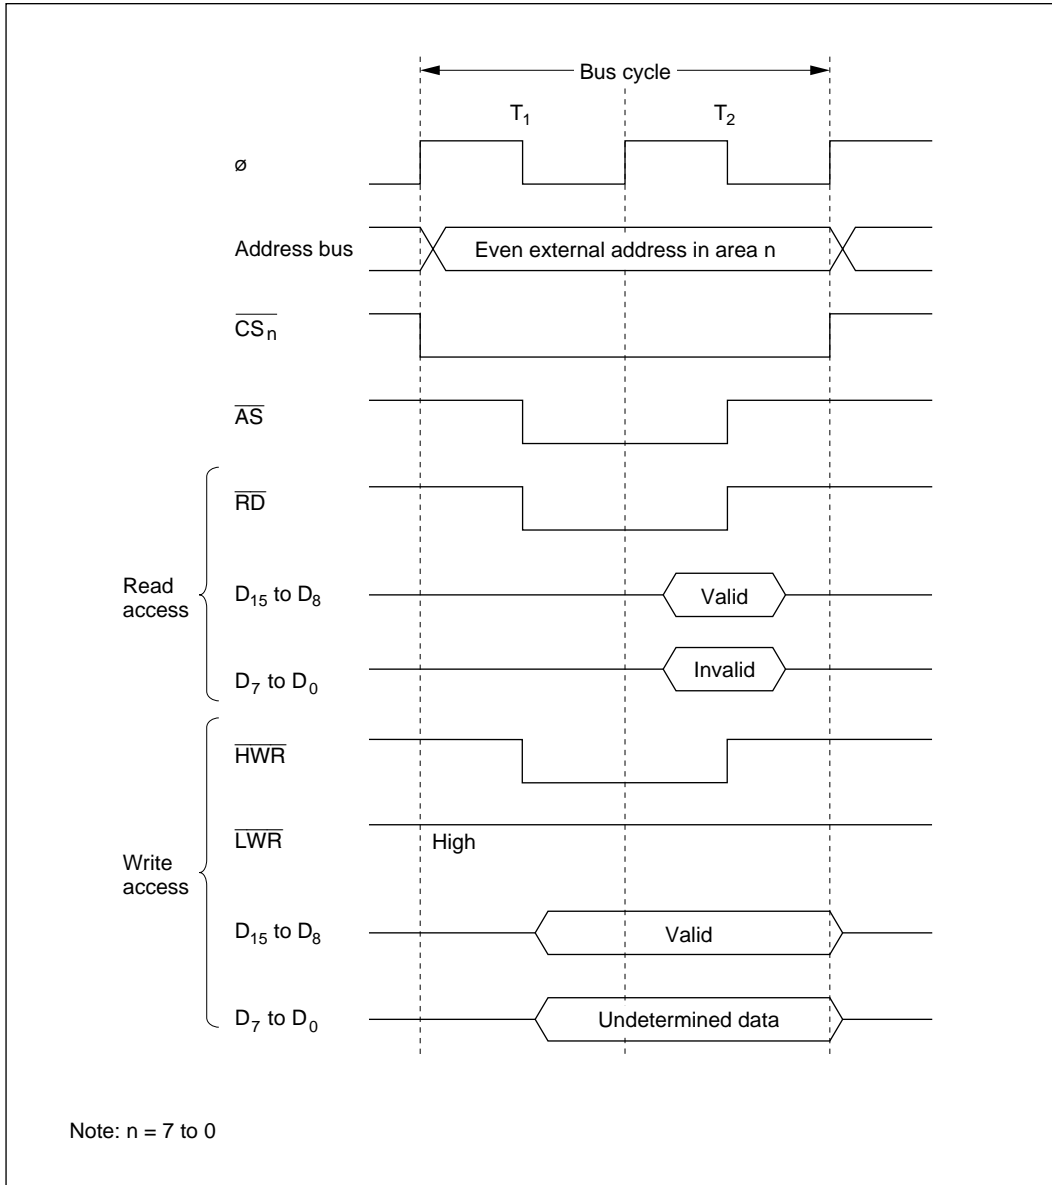 Bus cycle
T1 T2
ø
Address bus Even external address in area n
CSn
AS
RD
Read access
D15 to D8 Valid
D7 to D0 Invalid
HWR
LWR High
Write access
D15 to D8 Valid
D7 to D0 Undetermined data
Note: n = 7 to 0